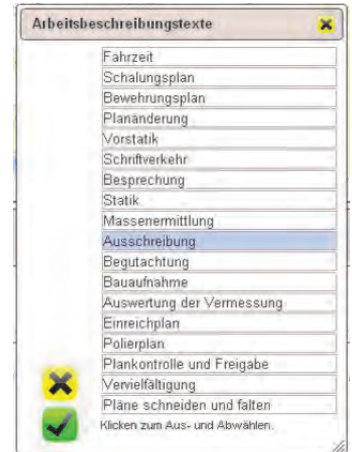 Arbeitsbeschreibungstexte
Fahrzeit
Schalungsplan
Bewehrungsplan
Planänderung
Vorstatik
Schriftverkehr
Besprechung
Statik
Massenermittlung
Ausschreibung
Begutachtung
Bauaufnahme
Auswertung der Vermessung
Einreichplan
Polierplan
Plankontrolle und Freigabe
Vervielfältigung
Pläne schneiden und falten
Klicken zum Aus- und Abwählen.